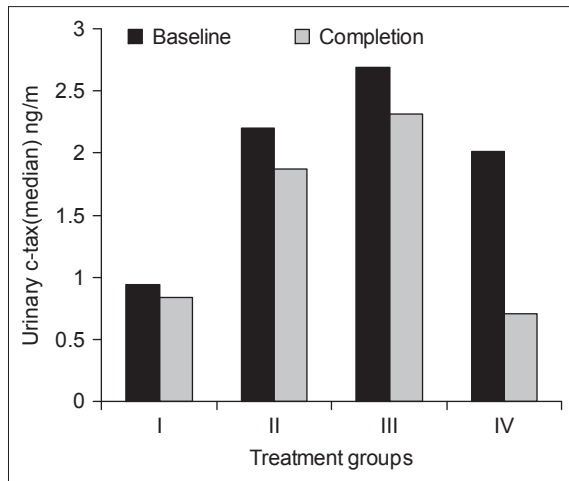 Baseline Completion
3
2.5
2
1.5
1
0.5
0
Urinary c-tax(median) ng/m
I II III IV
Treatment groups